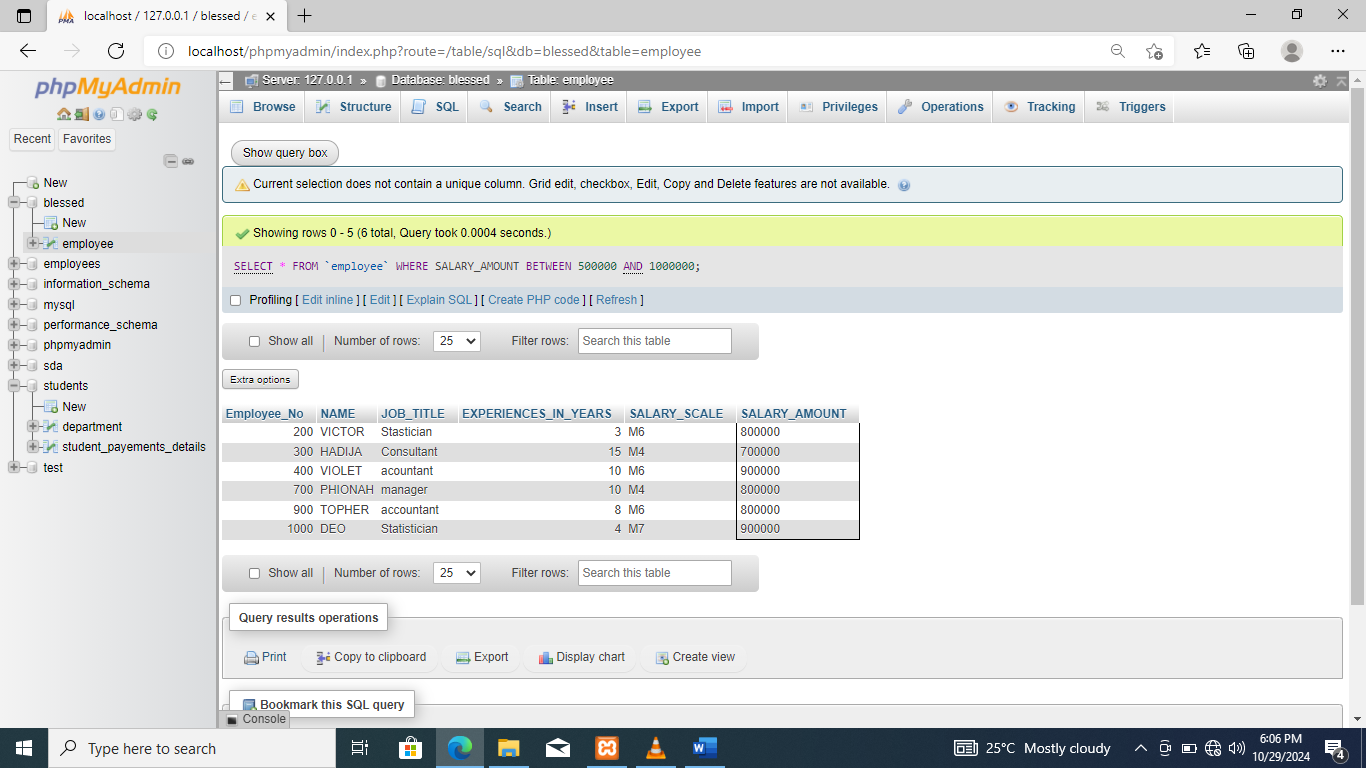 localhost / 127.0.0.1 / blessed / e
localhost/phpmyadmin/index.php?route=/table/sql&db=blessed&table=employee
phpMyAdmin
Recent Favorites
New
blessed
New
employee
employees
information_schema
mysql
performance_schema
phpmyadmin
sda
students
New
department
student_payements_details
test
Server: 127.0.0.1 » Database: blessed » Table: employee
Browse Structure SQL Search Insert Export Import Privileges Operations Tracking Triggers
Show query box
Current selection does not contain a unique column. Grid edit, checkbox, Edit, Copy and Delete features are not available.
Showing rows 0 - 5 (6 total, Query took 0.0004 seconds.)
SELECT * FROM `employee` WHERE SALARY_AMOUNT BETWEEN 500000 AND 1000000;
Profiling [ Edit inline ] [ Edit ] [ Explain SQL ] [ Create PHP code ] [ Refresh ]
Show all | Number of rows: 25 Filter rows: Search this table
Extra options
Employee_No NAME JOB_TITLE EXPERIENCES_IN_YEARS SALARY_SCALE SALARY_AMOUNT
200 VICTOR Stastician 3 M6 800000
300 HADIJA Consultant 15 M4 700000
400 VIOLET acountant 10 M6 900000
700 PHIONAH manager 10 M4 800000
900 TOPHER accountant 8 M6 800000
1000 DEO Statistician 4 M7 900000
Show all | Number of rows: 25 Filter rows: Search this table
Query results operations
Print Copy to clipboard Export Display chart Create view
Bookmark this SQL query
Console
Type here to search
25°C Mostly cloudy
6:06 PM
10/29/2024
4